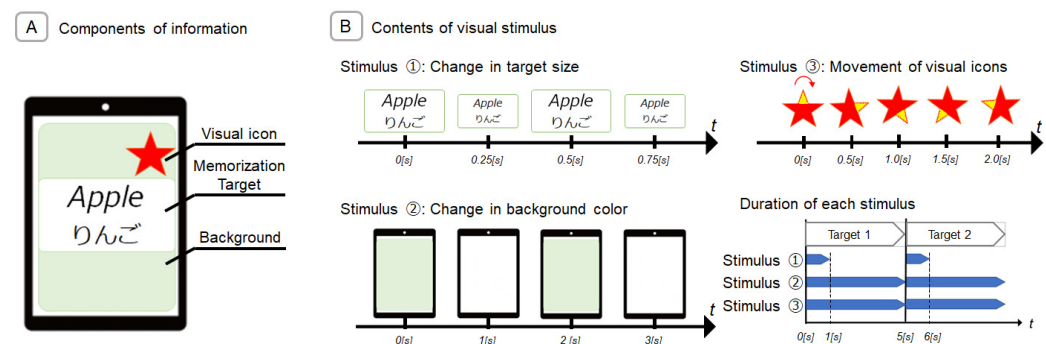 A
Components of information
Visual icon
Memorization
Target
Apple
りんご
Background
B
Contents of visual stimulus
Stimulus ①: Change in target size
Apple
りんご
Apple
りんご
Apple
りんご
Apple
りんご
t
0[s] 0.25[s] 0.5[s] 0.75[s]
Stimulus ②: Change in background color
t
0[s] 1[s] 2[s] 3[s]
Stimulus ③: Movement of visual icons
t
0[s] 0.5[s] 1.0[s] 1.5[s] 2.0[s]
Duration of each stimulus
Target 1 Target 2
Stimulus ①
Stimulus ②
Stimulus ③
t
0[s] 1[s] 5[s] 6[s]